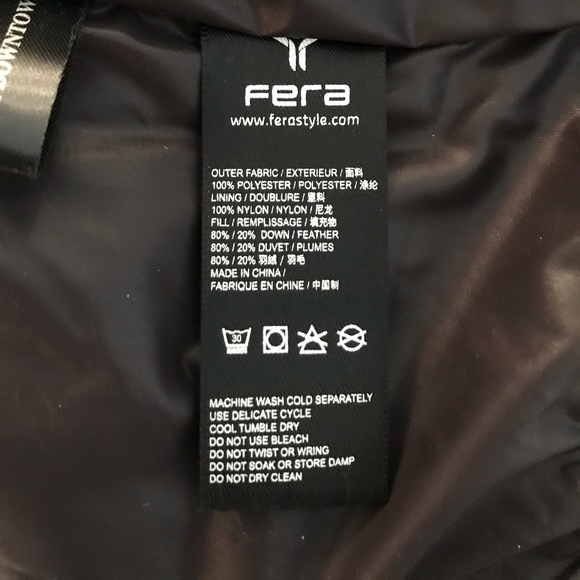 DOWNTOW
Fera
www.ferastyle.com
OUTER FABRIC / EXTERIEUR / 面料
100% POLYESTER / POLYESTER / 涤纶
LINING / DOUBLURE / 里料
100% NYLON / NYLON / 尼龙
FILL / REMPLISSAGE / 填充物
80% / 20% DOWN / FEATHER
80% / 20% DUVET / PLUMES
80% / 20% 羽绒 / 羽毛
MADE IN CHINA /
FABRIQUE EN CHINE / 中国制
30
MACHINE WASH COLD SEPARATELY
USE DELICATE CYCLE
COOL TUMBLE DRY
DO NOT USE BLEACH
DO NOT TWIST OR WRING
DO NOT SOAK OR STORE DAMP
DO NOT DRY CLEAN